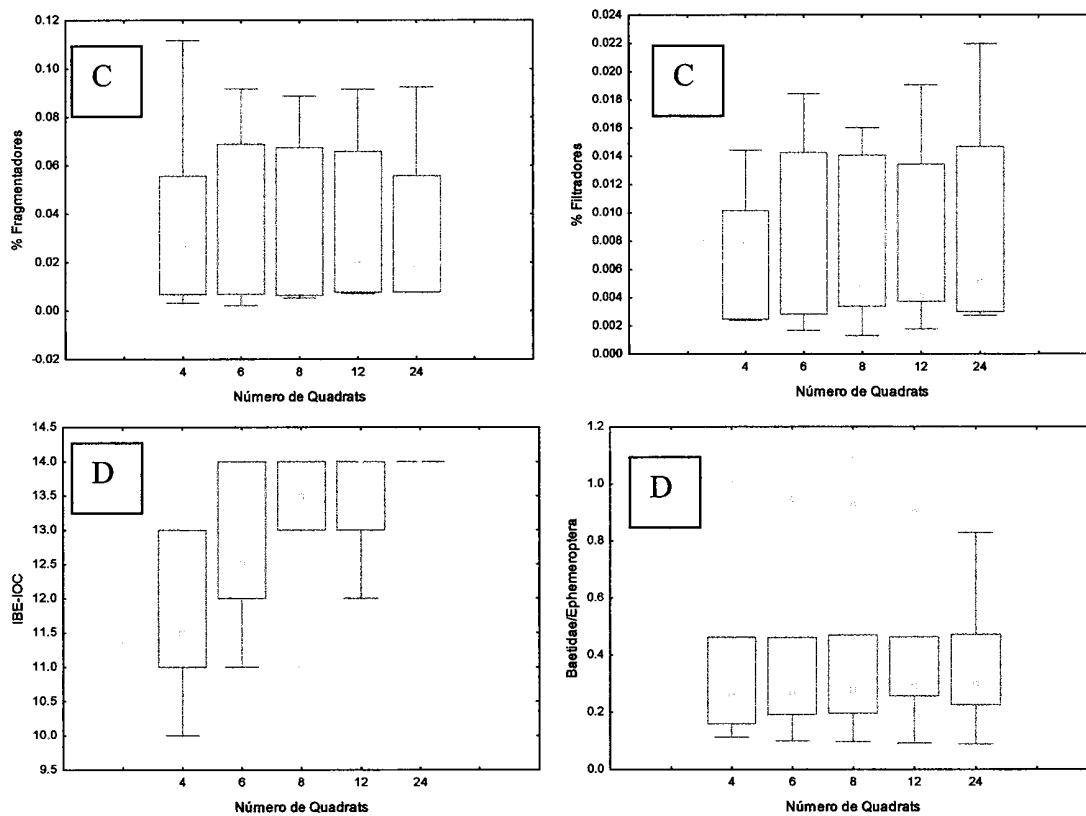 C
% Fragmentadores
0.12
0.10
0.08
0.06
0.04
0.02
0.00
-0.02
4 6 8 12 24
Número de Quadrats
C
% Filtradores
0.024
0.022
0.020
0.018
0.016
0.014
0.012
0.010
0.008
0.006
0.004
0.002
0.000
4 6 8 12 24
Número de Quadrats
D
IBE-IOC
14.5
14.0
13.5
13.0
12.5
12.0
11.5
11.0
10.5
10.0
9.5
4 6 8 12 24
Número de Quadrats
D
Baetidae/Ephemeroptera
1.2
1.0
0.8
0.6
0.4
0.2
0.0
4 6 8 12 24
Número de Quadrats